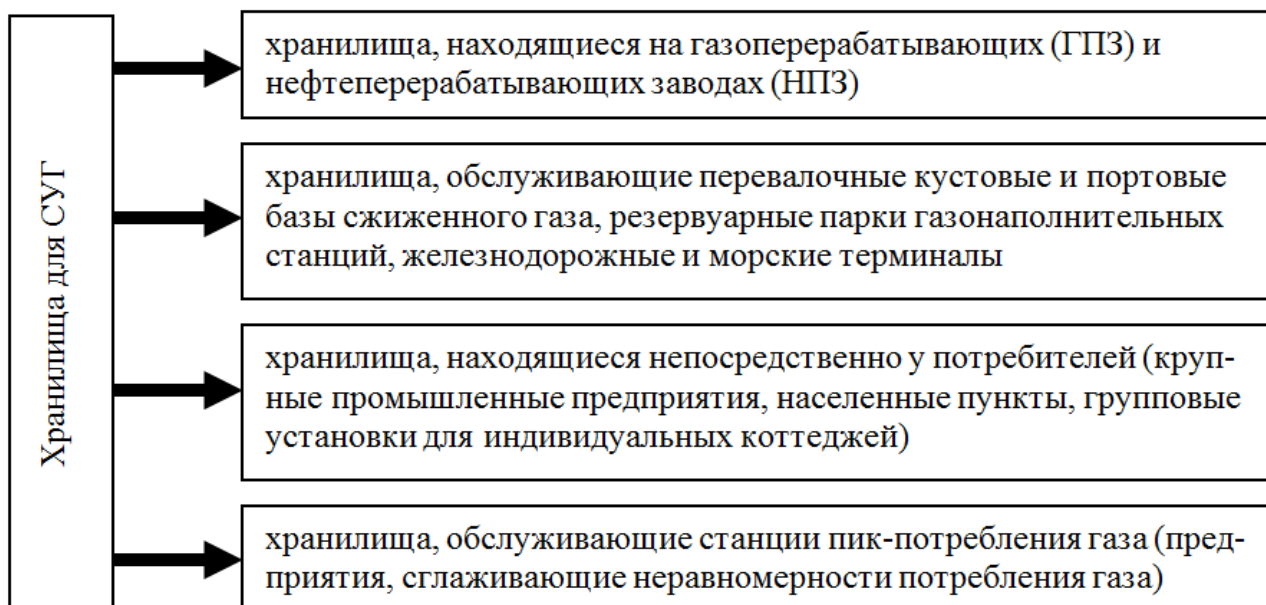 Хранилища для СУГ
хранилища, находящиеся на газоперерабатывающих (ГПЗ) и
нефтеперерабатывающих заводах (НПЗ)
хранилища, обслуживающие перевалочные кустовые и портовые
базы сжиженного газа, резервуарные парки газонаполнительных
станций, железнодорожные и морские терминалы
хранилища, находящиеся непосредственно у потребителей (круп-
ные промышленные предприятия, населенные пункты, групповые
установки для индивидуальных коттеджей)
хранилища, обслуживающие станции пик-потребления газа (пред-
приятия, сглаживающие неравномерности потребления газа)